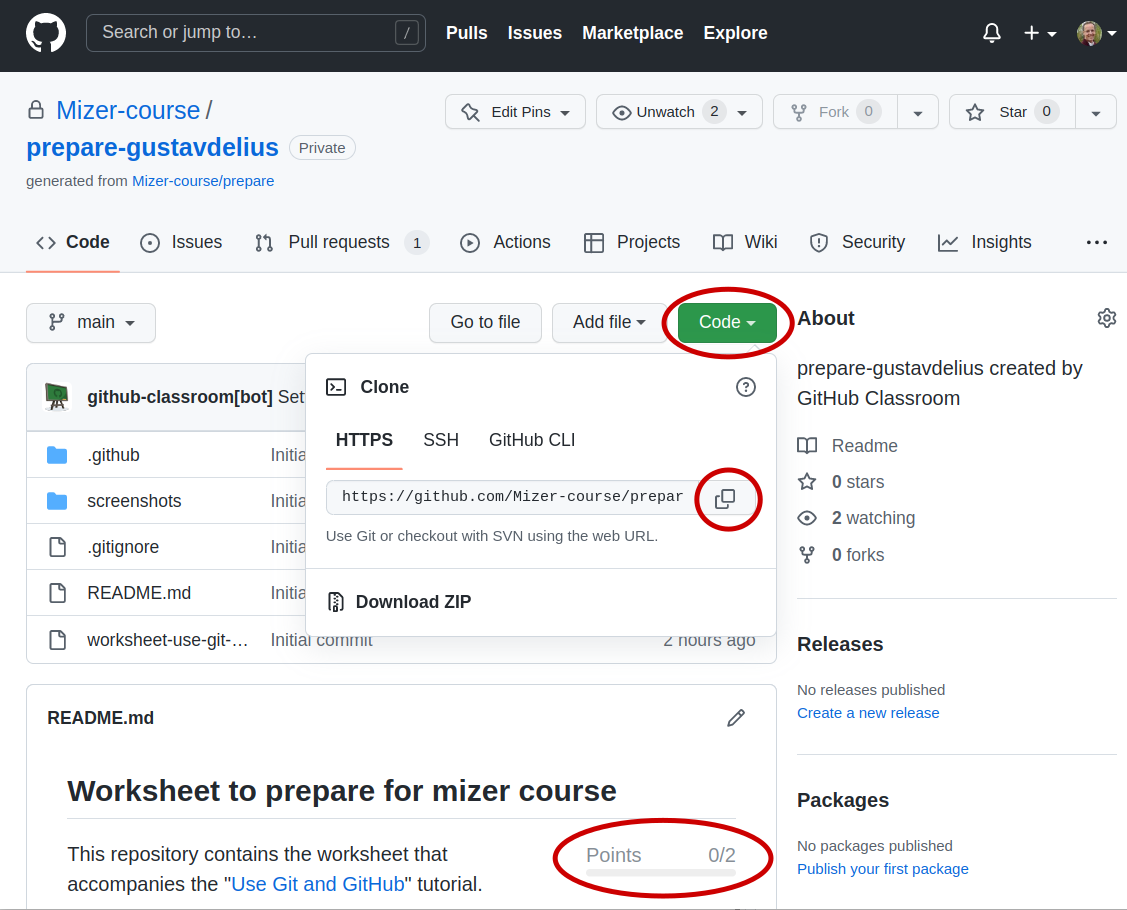 Search or jump to…
/
Pulls
Issues
Marketplace
Explore
Mizer-course /
prepare-gustavdelius
Private
generated from Mizer-course/prepare
Edit Pins
Unwatch 2
Fork 0
Star 0
Code
Issues
Pull requests 1
Actions
Projects
Wiki
Security
Insights
main
Go to file
Add file
Code
github-classroom[bot]
.github
screenshots
.gitignore
README.md
worksheet-use-git-…
Initial commit
2 hours ago
Clone
HTTPS
SSH
GitHub CLI
https://github.com/Mizer-course/prepar
Use Git or checkout with SVN using the web URL.
Download ZIP
README.md
Worksheet to prepare for mizer course
This repository contains the worksheet that
accompanies the "Use Git and GitHub" tutorial.
Points 0/2
About
prepare-gustavdelius created by
GitHub Classroom
Readme
0 stars
2 watching
0 forks
Releases
No releases published
Create a new release
Packages
No packages published
Publish your first package